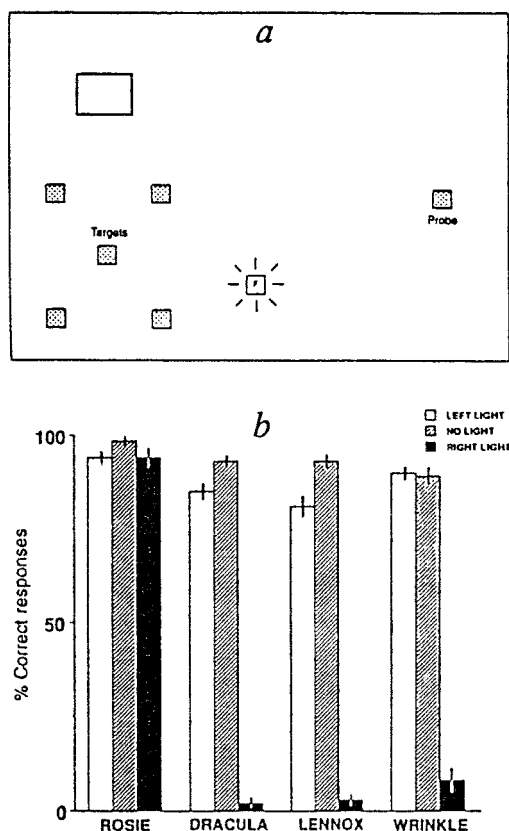 a
Targets
Probe
b
LEFT LIGHT
NO LIGHT
RIGHT LIGHT
100
50
0
% Correct responses
ROSIE DRACULA LENNOX WRINKLE